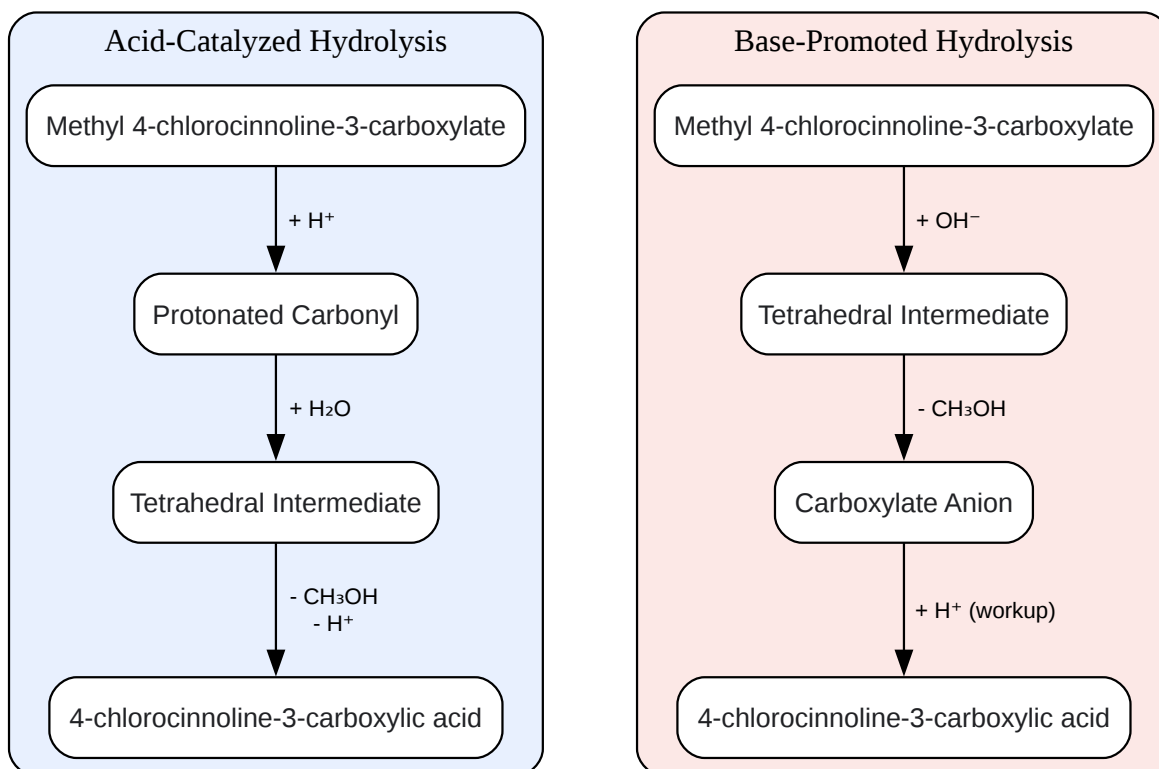 Acid-Catalyzed Hydrolysis
Methyl 4-chlorocinnoline-3-carboxylate
+ H⁺
Protonated Carbonyl
+ H₂O
Tetrahedral Intermediate
- CH₃OH
- H⁺
4-chlorocinnoline-3-carboxylic acid
Base-Promoted Hydrolysis
Methyl 4-chlorocinnoline-3-carboxylate
+ OH⁻
Tetrahedral Intermediate
- CH₃OH
Carboxylate Anion
+ H⁺ (workup)
4-chlorocinnoline-3-carboxylic acid